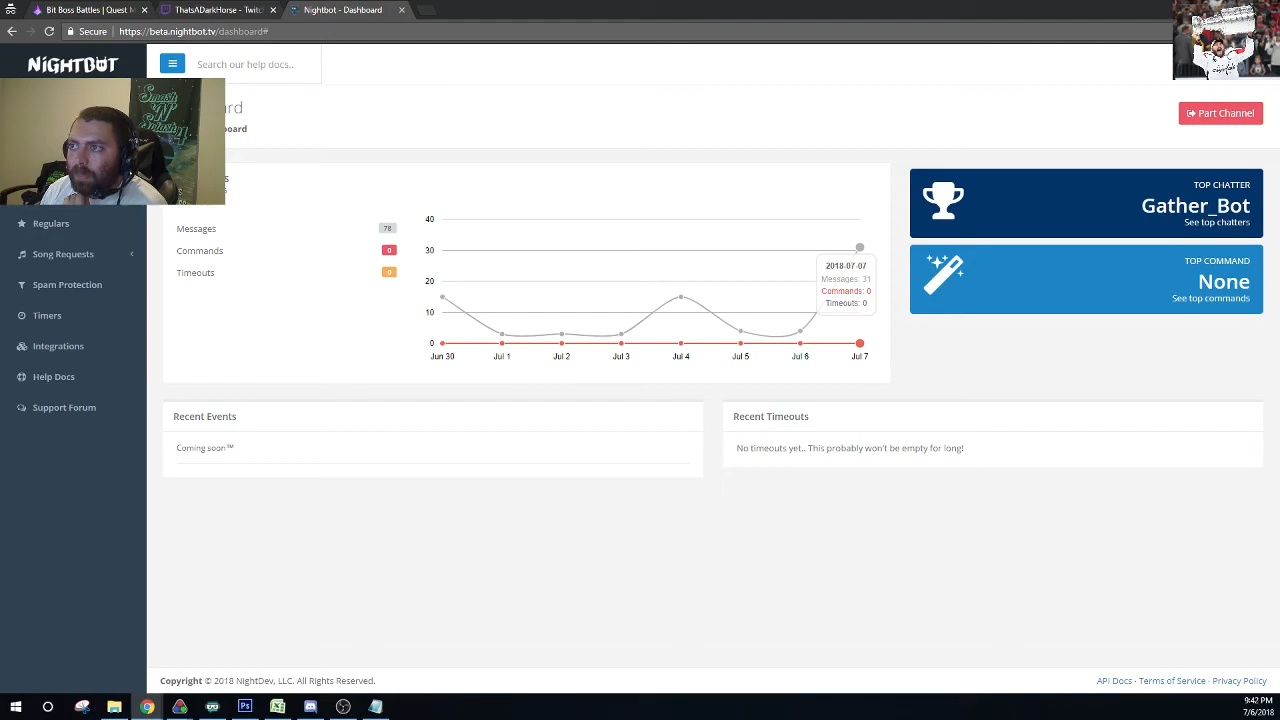 Bit Boss Battles | Quest M
ThatsADarkHorse - Twitc
Nightbot - Dashboard
Secure
https://beta.nightbot.tv/dashboard#
NIGHTBOT
Search our help docs..
Smash 'N' Splash 4
Part Channel
Regulars
Song Requests
Spam Protection
Timers
Integrations
Help Docs
Support Forum
Messages 78
Commands 0
Timeouts 0
40
30
20
10
0
Jun 30 Jul 1 Jul 2 Jul 3 Jul 4 Jul 5 Jul 6 Jul 7
2018-07-07
Messages: 31
Commands: 0
Timeouts: 0
TOP CHATTER
Gather_Bot
See top chatters
TOP COMMAND
None
See top commands
Recent Events
Coming soon™
Recent Timeouts
No timeouts yet.. This probably won't be empty for long!
Copyright © 2018 NightDev, LLC. All Rights Reserved.
API Docs · Terms of Service · Privacy Policy
9:42 PM
7/6/2018